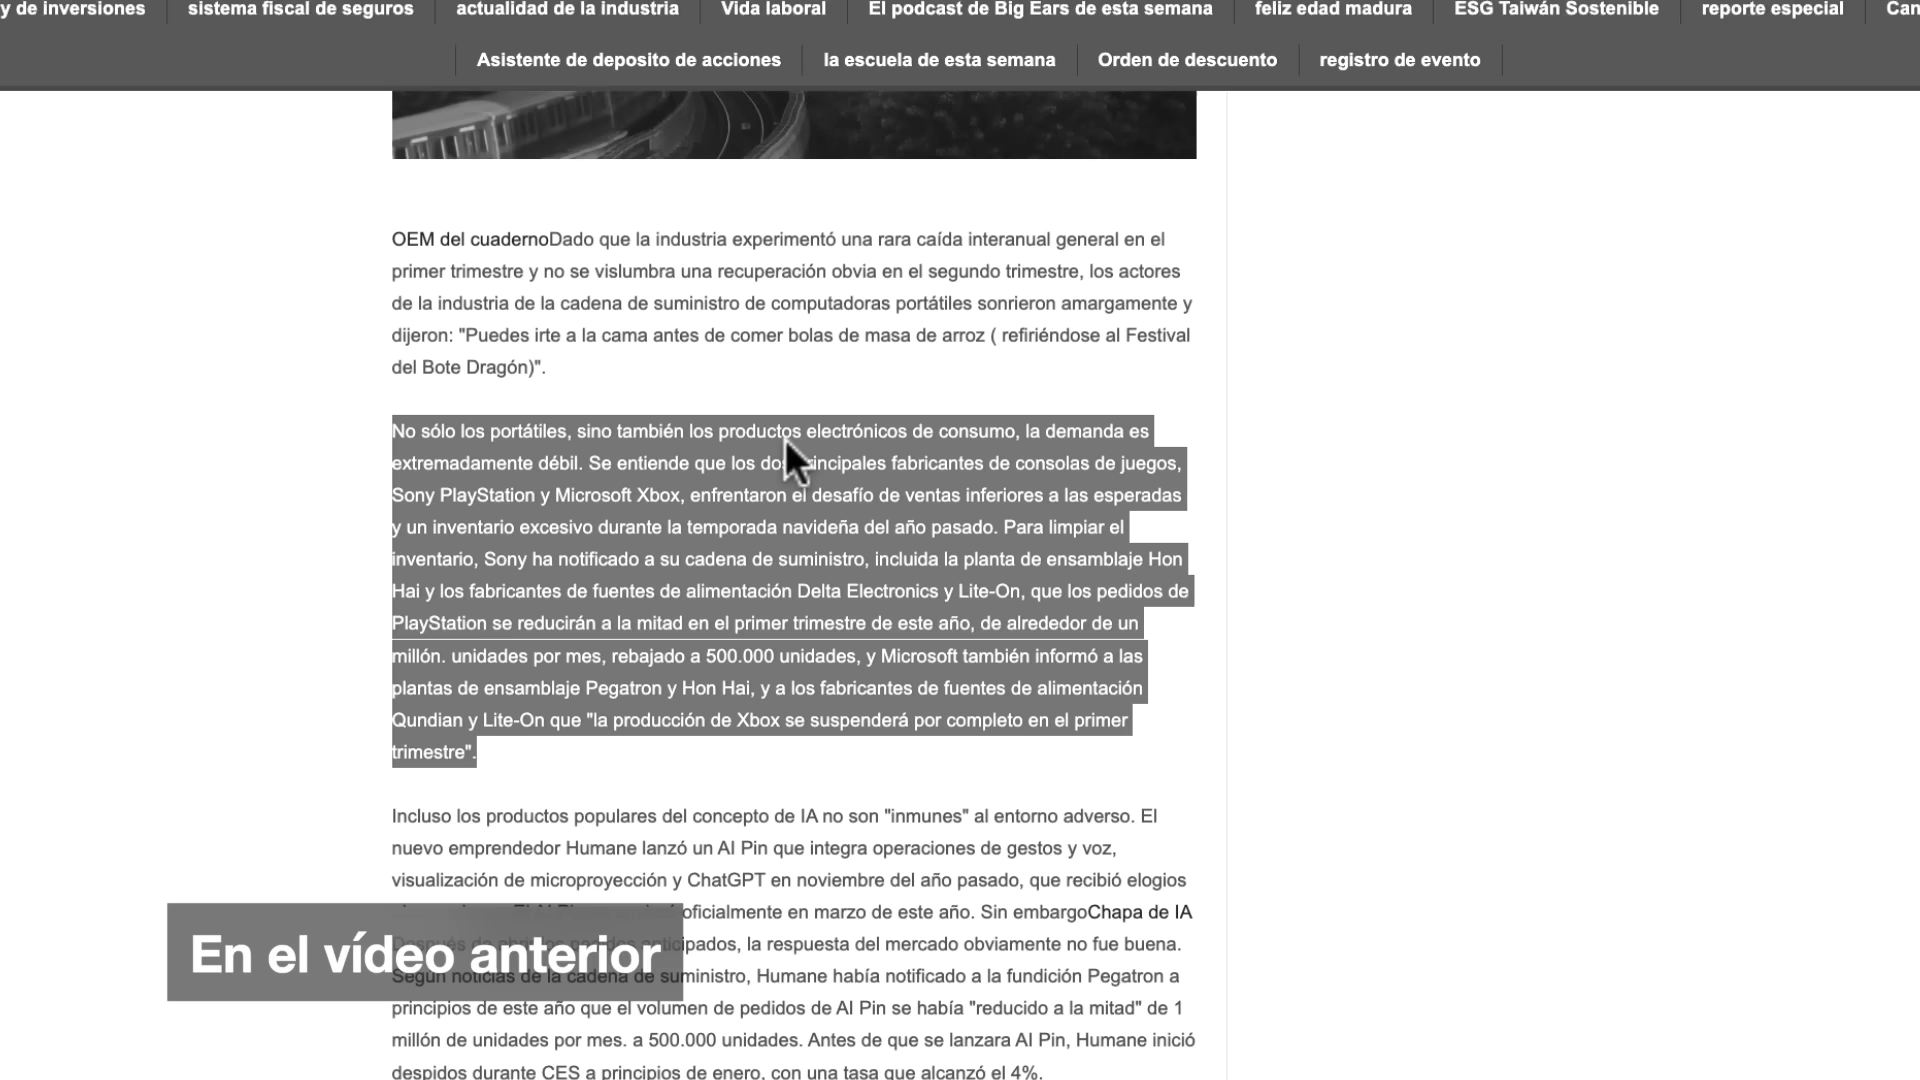 y de inversiones sistema fiscal de seguros actualidad de la industria Vida laboral El podcast de Big Ears de esta semana feliz edad madura ESG Taiwán Sostenible reporte especial Can
Asistente de deposito de acciones la escuela de esta semana Orden de descuento registro de evento
OEM del cuadernoDado que la industria experimentó una rara caída interanual general en el
primer trimestre y no se vislumbra una recuperación obvia en el segundo trimestre, los actores
de la industria de la cadena de suministro de computadoras portátiles sonrieron amargamente y
dijeron: "Puedes irte a la cama antes de comer bolas de masa de arroz ( refiriéndose al Festival
del Bote Dragón)".
No sólo los portátiles, sino también los productos electrónicos de consumo, la demanda es
extremadamente débil. Se entiende que los dos principales fabricantes de consolas de juegos,
Sony PlayStation y Microsoft Xbox, enfrentaron el desafío de ventas inferiores a las esperadas
y un inventario excesivo durante la temporada navideña del año pasado. Para limpiar el
inventario, Sony ha notificado a su cadena de suministro, incluida la planta de ensamblaje Hon
Hai y los fabricantes de fuentes de alimentación Delta Electronics y Lite-On, que los pedidos de
PlayStation se reducirán a la mitad en el primer trimestre de este año, de alrededor de un
millón. unidades por mes, rebajado a 500.000 unidades, y Microsoft también informó a las
plantas de ensamblaje Pegatron y Hon Hai, y a los fabricantes de fuentes de alimentación
Qundian y Lite-On que "la producción de Xbox se suspenderá por completo en el primer
trimestre".
Incluso los productos populares del concepto de IA no son "inmunes" al entorno adverso. El
nuevo emprendedor Humane lanzó un AI Pin que integra operaciones de gestos y voz,
visualización de microproyección y ChatGPT en noviembre del año pasado, que recibió elogios
oficialmente en marzo de este año. Sin embargoChapa de IA
Después de abrir los pedidos anticipados, la respuesta del mercado obviamente no fue buena.
En el vídeo anterior
Según noticias de la cadena de suministro, Humane había notificado a la fundición Pegatron a
principios de este año que el volumen de pedidos de AI Pin se había "reducido a la mitad" de 1
millón de unidades por mes. a 500.000 unidades. Antes de que se lanzara AI Pin, Humane inició
despidos durante CES a principios de enero, con una tasa que alcanzó el 4%.